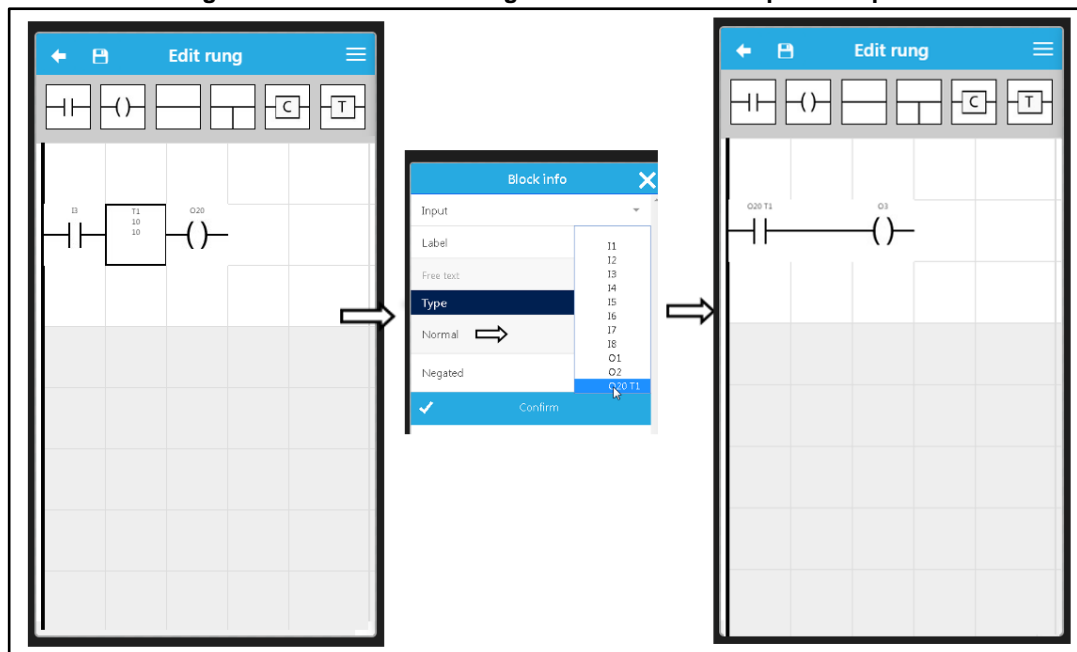 Edit rung
C
T
I3
T1
O20
10
10
Block info
Input
Label
Free text
Type
Normal
Negated
I1
I2
I3
I4
I5
I6
I7
I8
O1
O2
O20 T1
Confirm
Edit rung
C
T
O20 T1
O3